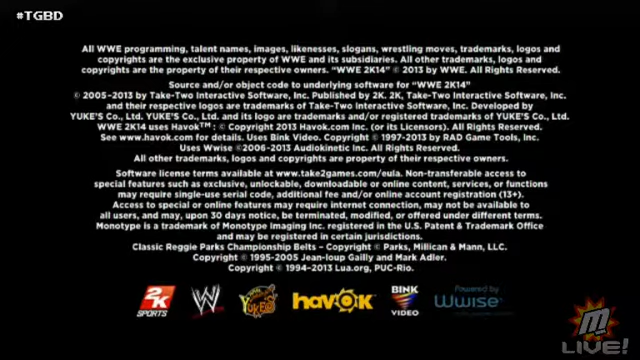 #TGBD
All WWE programming, talent names, images, likenesses, slogans, wrestling moves, trademarks, logos and
copyrights are the exclusive property of WWE and its subsidiaries. All other trademarks, logos and
copyrights are the property of their respective owners. "WWE 2K14" © 2013 by WWE. All Rights Reserved.
Source and/or object code to underlying software for "WWE 2K14"
© 2005-2013 by Take-Two Interactive Software, Inc. Published by 2K. 2K, Take-Two Interactive Software, Inc.
and their respective logos are trademarks of Take-Two Interactive Software, Inc. Developed by
YUKE'S Co., Ltd. YUKE'S Co., Ltd. and its logo are trademarks and/or registered trademarks of YUKE'S Co., Ltd.
WWE 2K14 uses Havok™ : © Copyright 2013 Havok.com Inc. (or its Licensors). All Rights Reserved.
See www.havok.com for details. Uses Bink Video. Copyright © 1997-2013 by RAD Game Tools, Inc.
Uses Wwise ©2006-2013 Audiokinetic Inc. All Rights Reserved.
All other trademarks, logos and copyrights are property of their respective owners.
Software license terms available at www.take2games.com/eula. Non-transferable access to
special features such as exclusive, unlockable, downloadable or online content, services, or functions
may require single-use serial code, additional fee and/or online account registration (13+).
Access to special or online features may require internet connection, may not be available to
all users, and may, upon 30 days notice, be terminated, modified, or offered under different terms.
Monotype is a trademark of Monotype Imaging Inc. registered in the U.S. Patent & Trademark Office
and may be registered in certain jurisdictions.
Classic Reggie Parks Championship Belts – Copyright © Parks, Millican & Mann, LLC.
Copyright © 1995-2005 Jean-loup Gailly and Mark Adler.
Copyright © 1994-2013 Lua.org, PUC-Rio.
2K SPORTS W YUKE'S havok BINK VIDEO Powered by Wwise
M LIVE!